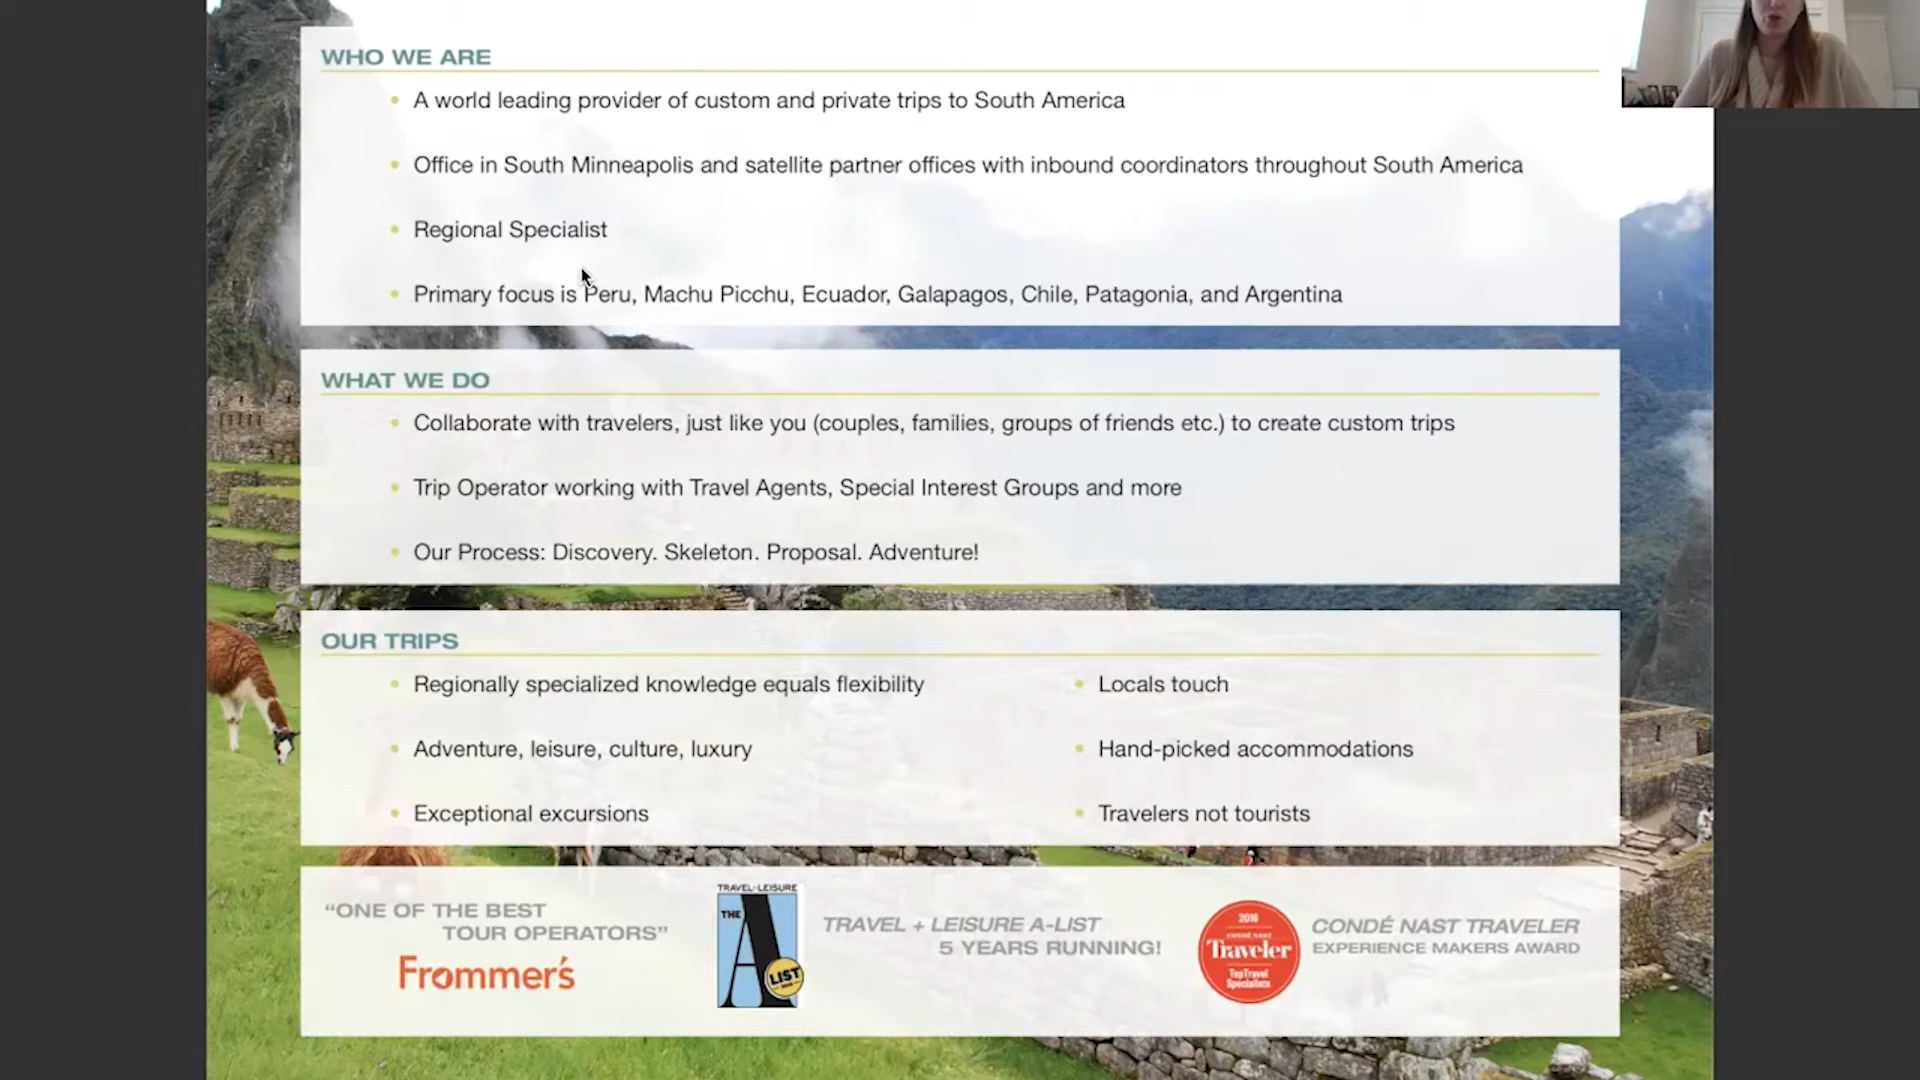 WHO WE ARE
A world leading provider of custom and private trips to South America
Office in South Minneapolis and satellite partner offices with inbound coordinators throughout South America
Regional Specialist
Primary focus is Peru, Machu Picchu, Ecuador, Galapagos, Chile, Patagonia, and Argentina
WHAT WE DO
Collaborate with travelers, just like you (couples, families, groups of friends etc.) to create custom trips
Trip Operator working with Travel Agents, Special Interest Groups and more
Our Process: Discovery. Skeleton. Proposal. Adventure!
OUR TRIPS
Regionally specialized knowledge equals flexibility
Adventure, leisure, culture, luxury
Exceptional excursions
Locals touch
Hand-picked accommodations
Travelers not tourists
“ONE OF THE BEST
TOUR OPERATORS”
Frommer's
TRAVEL+LEISURE
THE
A
LIST
TRAVEL + LEISURE A-LIST
5 YEARS RUNNING!
2016
CONDÉ NAST
Traveler
Top Travel
Specialists
CONDÉ NAST TRAVELER
EXPERIENCE MAKERS AWARD